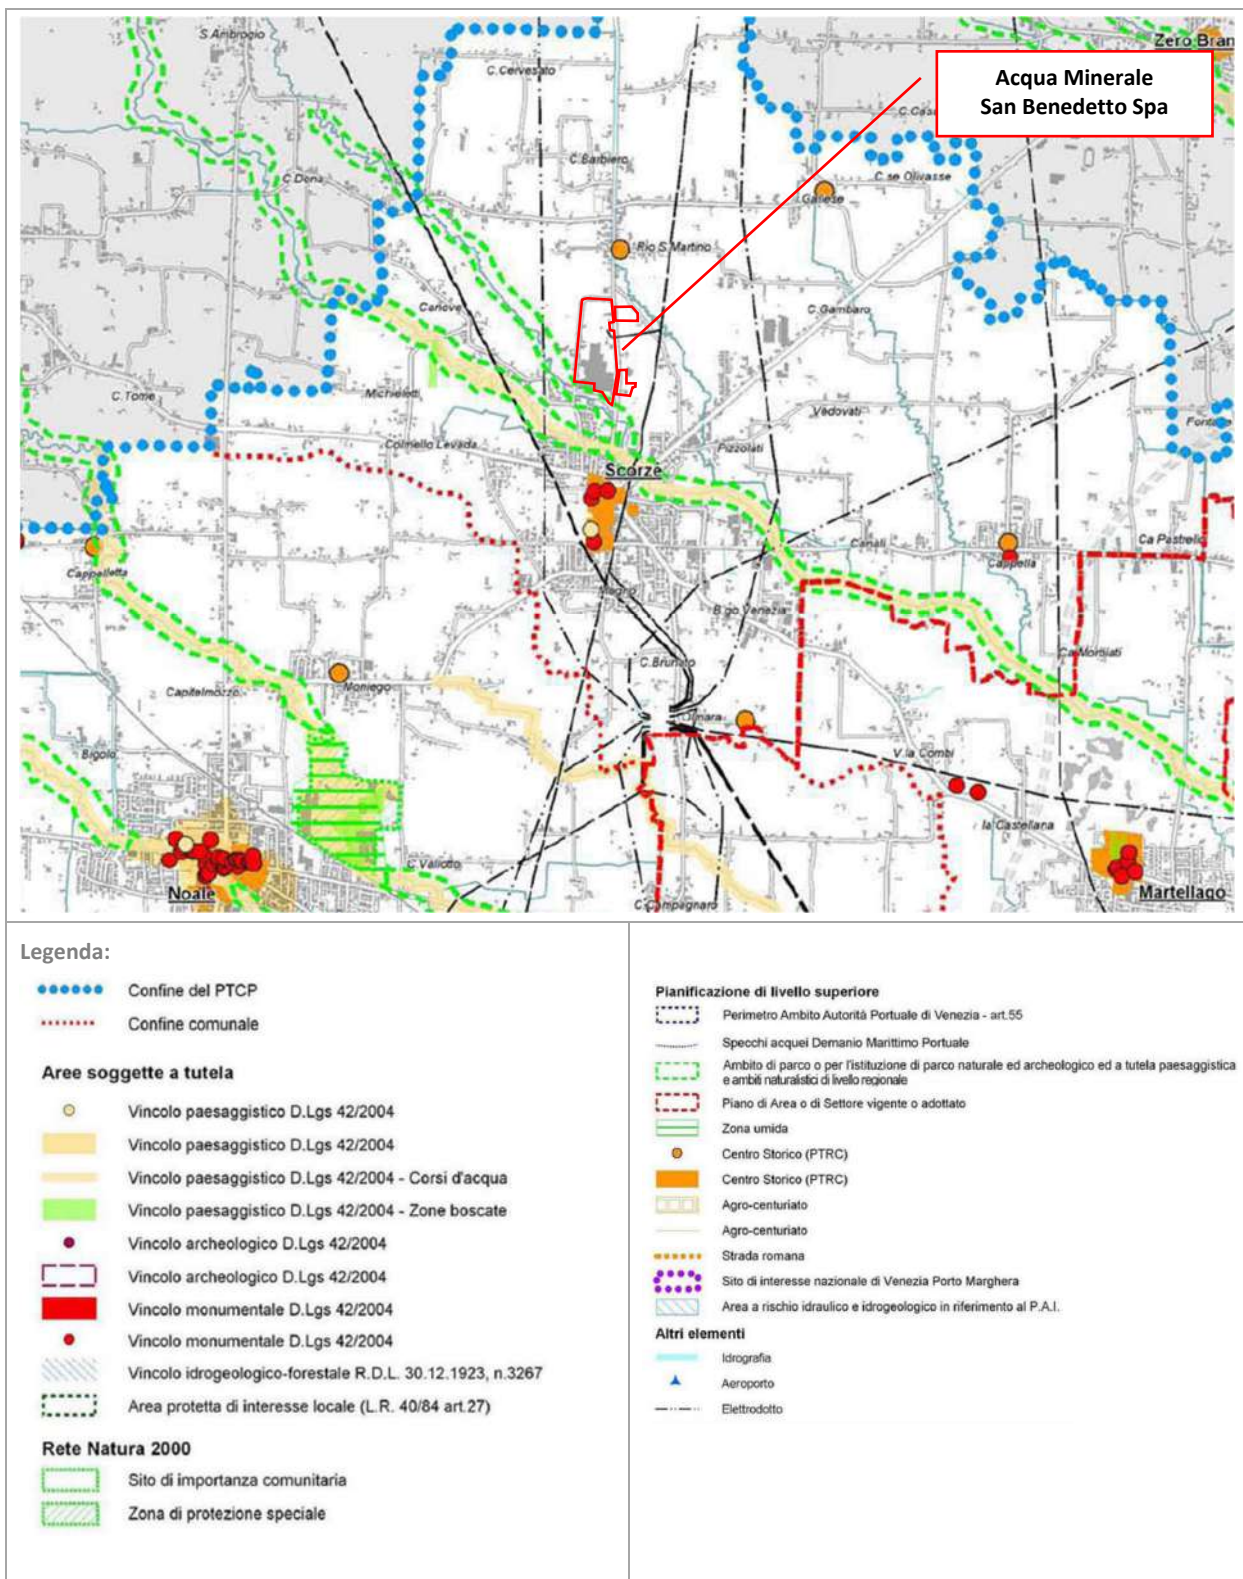 S.Ambrogio
Zero Bran
C.Cervesato
Acqua Minerale
San Benedetto Spa
C.Barbiero
C.Dona
C.se Olivasse
Rio S.Martino
Canove
C.Gambaro
C.Tome
Michieletti
Vedovati
Colmello Levada
Pizzolati
Scorze
Canali
Ca Pastrello
Cappelletta
Cappella
B.go Venezia
C.Brunato
Ca Morbiati
Capitelmozzo
Moniego
Bigolo
V.la Combi
la Castellana
C.Valiotto
Noale
Martellago
C.Campagnaro
Legenda:
Confine del PTCP
Confine comunale
Aree soggette a tutela
Vincolo paesaggistico D.Lgs 42/2004
Vincolo paesaggistico D.Lgs 42/2004
Vincolo paesaggistico D.Lgs 42/2004 - Corsi d'acqua
Vincolo paesaggistico D.Lgs 42/2004 - Zone boscate
Vincolo archeologico D.Lgs 42/2004
Vincolo archeologico D.Lgs 42/2004
Vincolo monumentale D.Lgs 42/2004
Vincolo monumentale D.Lgs 42/2004
Vincolo idrogeologico-forestale R.D.L. 30.12.1923, n.3267
Area protetta di interesse locale (L.R. 40/84 art.27)
Rete Natura 2000
Sito di importanza comunitaria
Zona di protezione speciale
Pianificazione di livello superiore
Perimetro Ambito Autorità Portuale di Venezia - art.55
Specchi acquei Demanio Marittimo Portuale
Ambito di parco o per l'istituzione di parco naturale ed archeologico ed a tutela paesaggistica
e ambiti naturalistici di livello regionale
Piano di Area o di Settore vigente o adottato
Zona umida
Centro Storico (PTRC)
Centro Storico (PTRC)
Agro-centuriato
Agro-centuriato
Strada romana
Sito di interesse nazionale di Venezia Porto Marghera
Area a rischio idraulico e idrogeologico in riferimento al P.A.I.
Altri elementi
Idrografia
Aeroporto
Elettrodotto